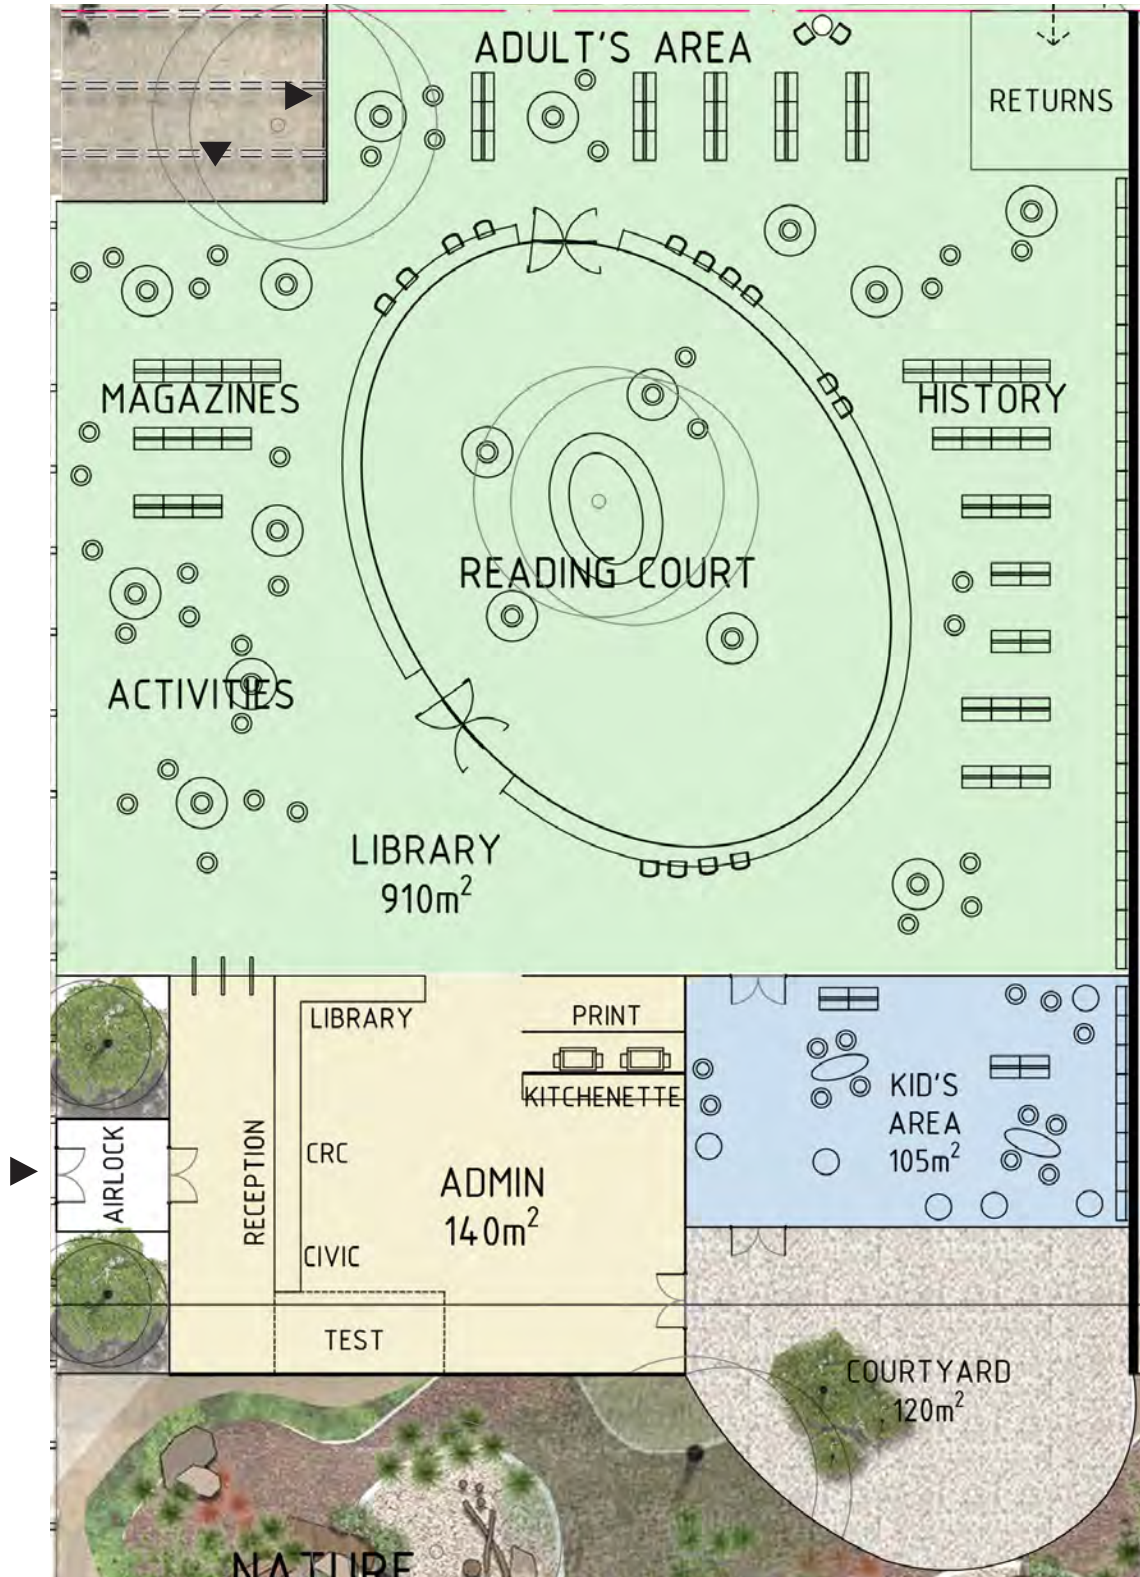 ADULT'S AREA
RETURNS
MAGAZINES
HISTORY
READING COURT
ACTIVITIES
LIBRARY
910m²
LIBRARY
PRINT
KITCHENETTE
KID'S
AREA
105m²
AIRLOCK
RECEPTION
CRC
ADMIN
140m²
CIVIC
TEST
COURTYARD
120m²
NATURE